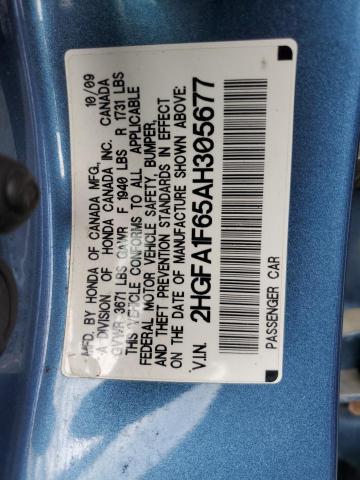 MFD. BY HONDA OF CANADA MFG. 10/09
A DIVISION OF HONDA CANADA INC. CANADA
GVWR 3671 LBS GAWR F 1940 LBS R 1731 LBS
THIS VEHICLE CONFORMS TO ALL APPLICABLE
FEDERAL MOTOR VEHICLE SAFETY, BUMPER,
AND THEFT PREVENTION STANDARDS IN EFFECT
ON THE DATE OF MANUFACTURE SHOWN ABOVE.
V.I.N. 2HGFA1F65AH305677
PASSENGER CAR